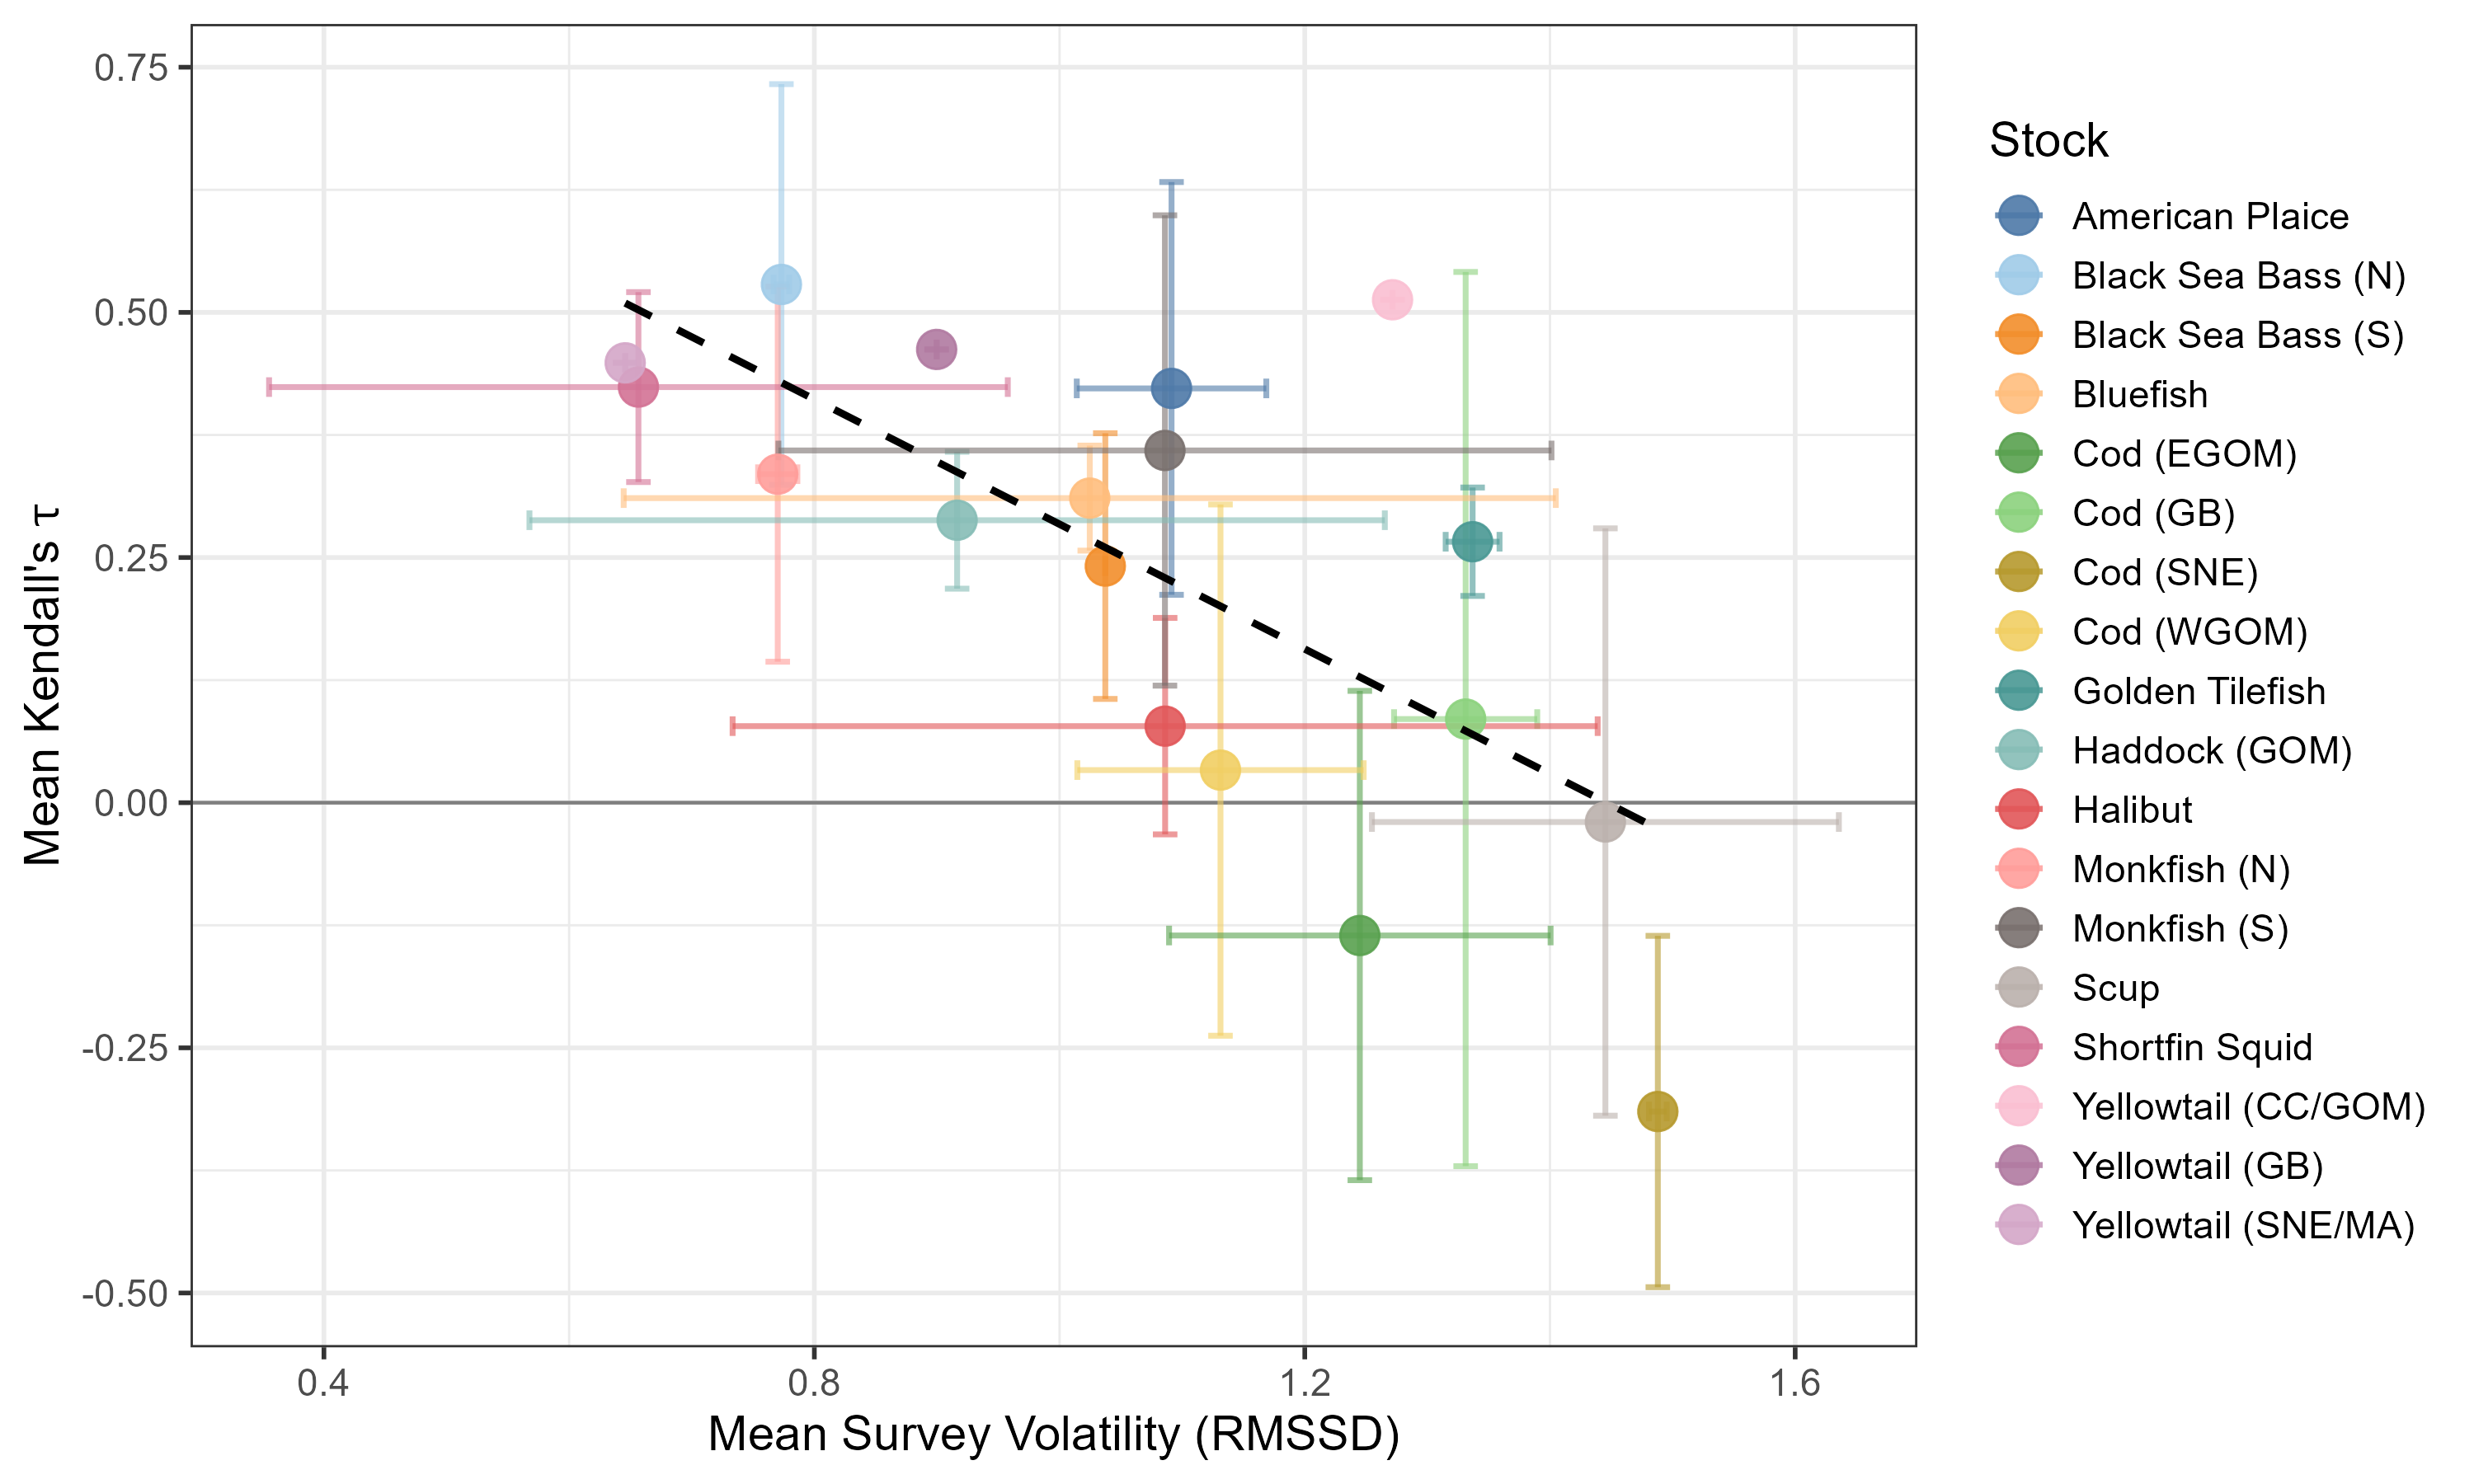 0.75
0.50
0.25
0.00
-0.25
-0.50
Mean Kendall's τ
0.4
0.8
1.2
1.6
Mean Survey Volatility (RMSSD)
Stock
American Plaice
Black Sea Bass (N)
Black Sea Bass (S)
Bluefish
Cod (EGOM)
Cod (GB)
Cod (SNE)
Cod (WGOM)
Golden Tilefish
Haddock (GOM)
Halibut
Monkfish (N)
Monkfish (S)
Scup
Shortfin Squid
Yellowtail (CC/GOM)
Yellowtail (GB)
Yellowtail (SNE/MA)